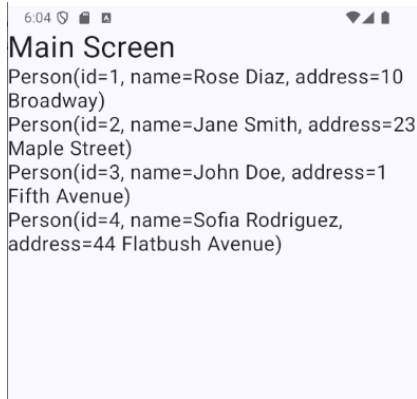 6:04
Main Screen
Person(id=1, name=Rose Diaz, address=10
Broadway)
Person(id=2, name=Jane Smith, address=23
Maple Street)
Person(id=3, name=John Doe, address=1
Fifth Avenue)
Person(id=4, name=Sofia Rodriguez,
address=44 Flatbush Avenue)